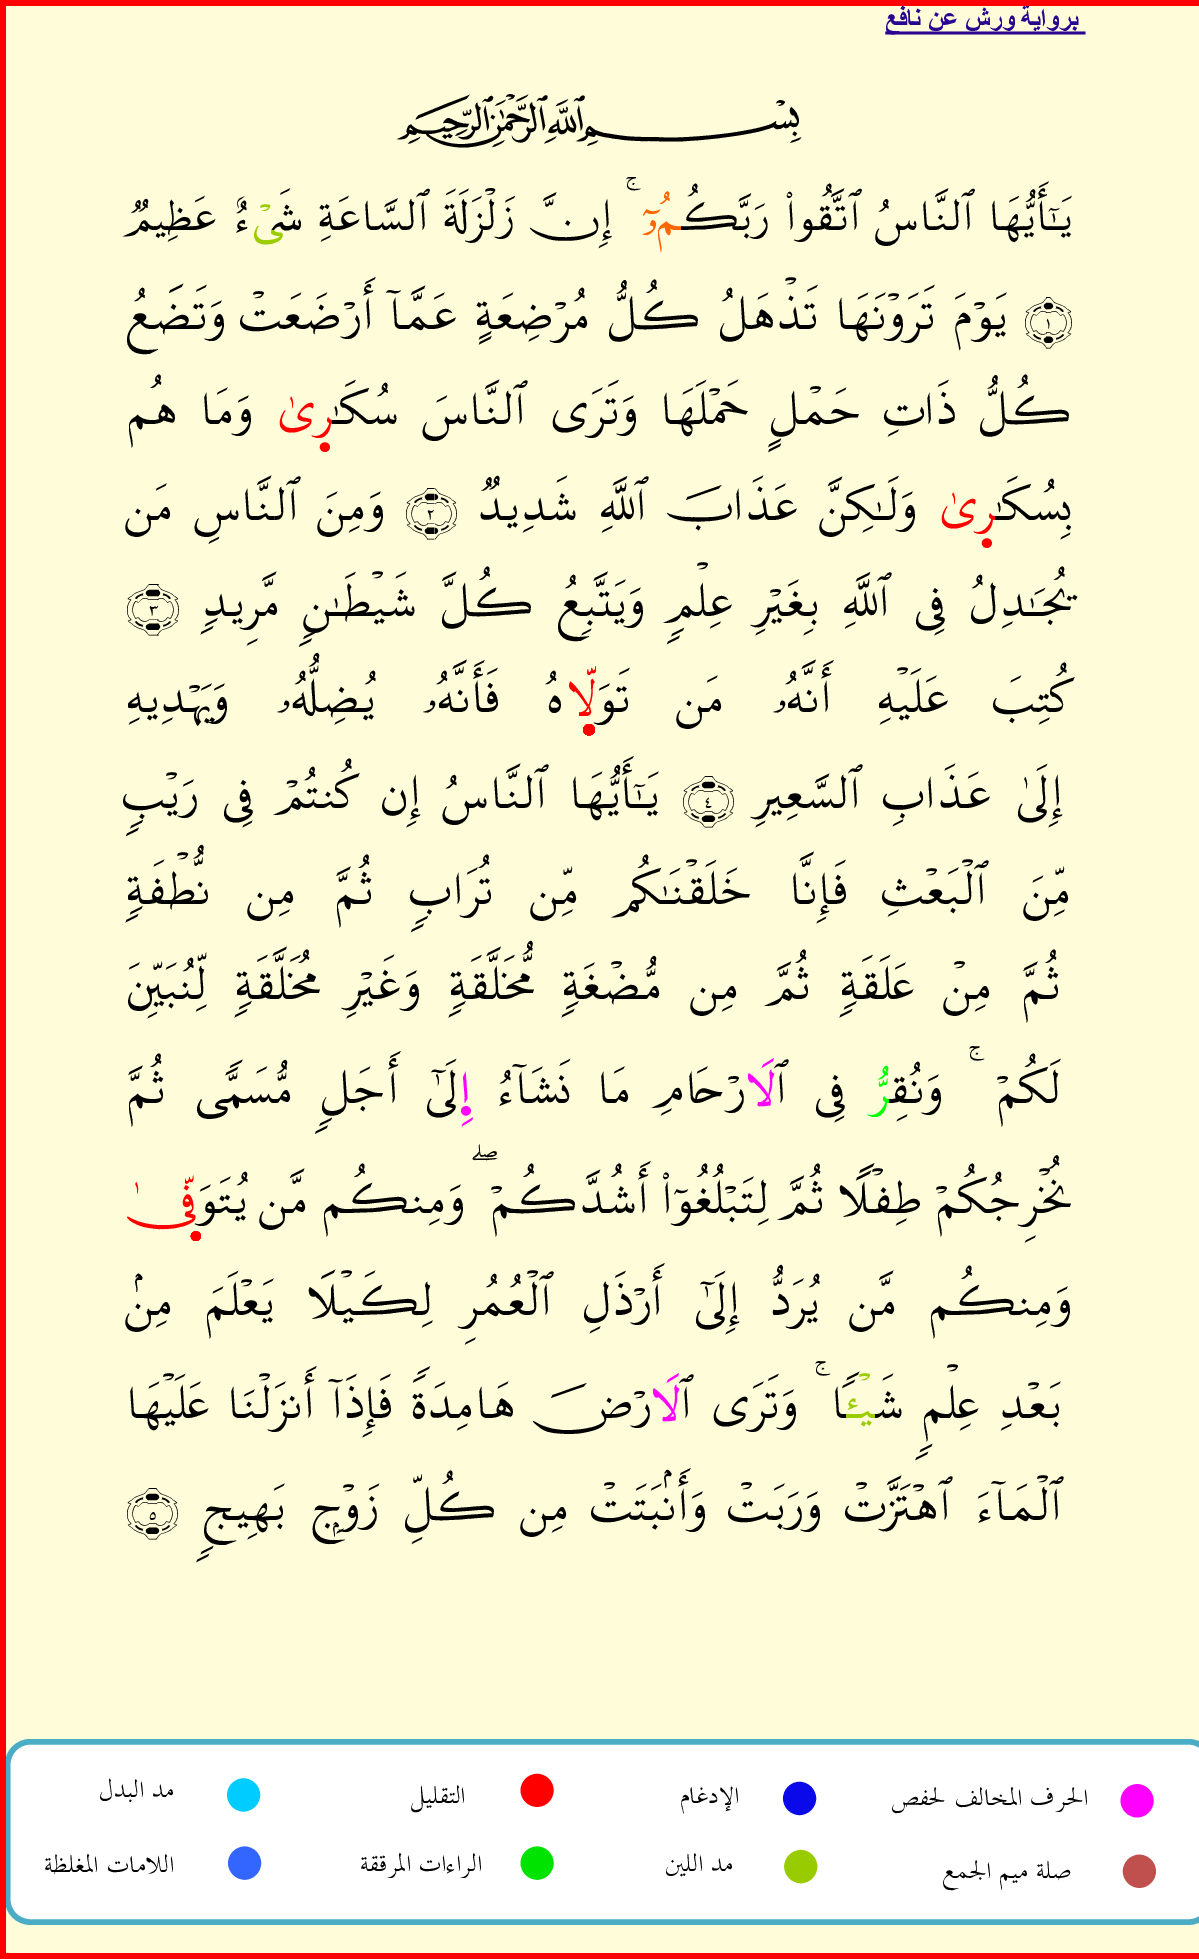 برواية ورش عن نافع
بِسْمِ ٱللَّهِ ٱلرَّحْمَٰنِ ٱلرَّحِيمِ
يَـٰٓأَيُّهَا ٱلنَّاسُ ٱتَّقُوا۟ رَبَّكُمُۥٓ ۚ إِنَّ زَلْزَلَةَ ٱلسَّاعَةِ شَىْءٌ عَظِيمٌ
١ يَوْمَ تَرَوْنَهَا تَذْهَلُ كُلُّ مُرْضِعَةٍ عَمَّآ أَرْضَعَتْ وَتَضَعُ
كُلُّ ذَاتِ حَمْلٍ حَمْلَهَا وَتَرَى ٱلنَّاسَ سُكَـٰرِىٰ وَمَا هُم
بِسُكَـٰرِىٰ وَلَـٰكِنَّ عَذَابَ ٱللَّهِ شَدِيدٌ ٢ وَمِنَ ٱلنَّاسِ مَن
يُجَـٰدِلُ فِى ٱللَّهِ بِغَيْرِ عِلْمٍ وَيَتَّبِعُ كُلَّ شَيْطَـٰنٍ مَّرِيدٍ ٣
كُتِبَ عَلَيْهِ أَنَّهُۥ مَن تَوَلّاهُ فَأَنَّهُۥ يُضِلُّهُۥ وَيَهْدِيهِ
إِلَىٰ عَذَابِ ٱلسَّعِيرِ ٤ يَـٰٓأَيُّهَا ٱلنَّاسُ إِن كُنتُمْ فِى رَيْبٍ
مِّنَ ٱلْبَعْثِ فَإِنَّا خَلَقْنَـٰكُم مِّن تُرَابٍ ثُمَّ مِن نُّطْفَةٍ
ثُمَّ مِنْ عَلَقَةٍ ثُمَّ مِن مُّضْغَةٍ مُّخَلَّقَةٍ وَغَيْرِ مُخَلَّقَةٍ لِّنُبَيِّنَ
لَكُمْ ۚ وَنُقِرُّ فِى ٱلَارْحَامِ مَا نَشَآءُ إِلَىٰٓ أَجَلٍ مُّسَمًّى ثُمَّ
نُخْرِجُكُمْ طِفْلًا ثُمَّ لِتَبْلُغُوٓا۟ أَشُدَّكُمْ ۖ وَمِنكُم مَّن يُتَوَفِّىٰ
وَمِنكُم مَّن يُرَدُّ إِلَىٰٓ أَرْذَلِ ٱلْعُمُرِ لِكَيْلَا يَعْلَمَ مِنۢ
بَعْدِ عِلْمٍ شَيْـًٔا ۚ وَتَرَى ٱلَارْضَ هَامِدَةً فَإِذَآ أَنزَلْنَا عَلَيْهَا
ٱلْمَآءَ ٱهْتَزَّتْ وَرَبَتْ وَأَنۢبَتَتْ مِن كُلِّ زَوْجٍۭ بَهِيجٍ ٥
الحرف المخالف لحفص الإدغام التقليل مد البدل
صلة ميم الجمع مد اللين الراءات المرققة اللامات المغلظة